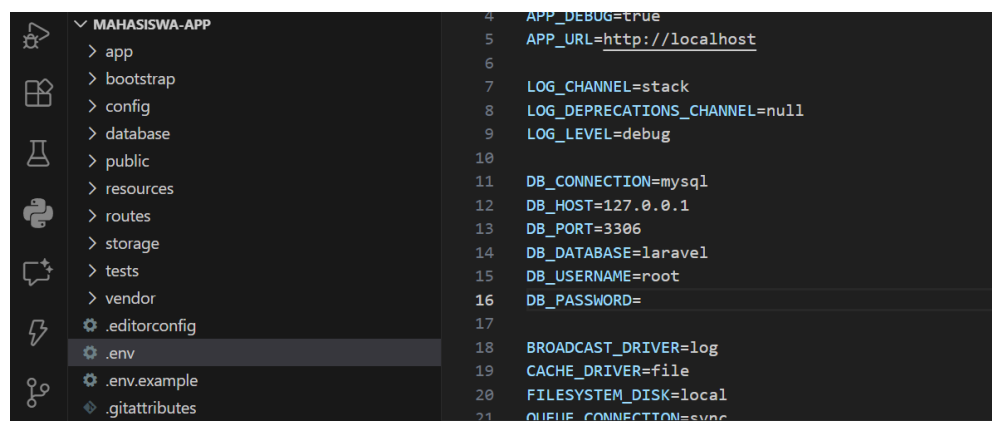 MAHASISWA-APP
app
bootstrap
config
database
public
resources
routes
storage
tests
vendor
.editorconfig
.env
.env.example
.gitattributes
4 APP_DEBUG=true
5 APP_URL=http://localhost
6
7 LOG_CHANNEL=stack
8 LOG_DEPRECATIONS_CHANNEL=null
9 LOG_LEVEL=debug
10
11 DB_CONNECTION=mysql
12 DB_HOST=127.0.0.1
13 DB_PORT=3306
14 DB_DATABASE=laravel
15 DB_USERNAME=root
16 DB_PASSWORD=
17
18 BROADCAST_DRIVER=log
19 CACHE_DRIVER=file
20 FILESYSTEM_DISK=local
21 QUEUE_CONNECTION=sync